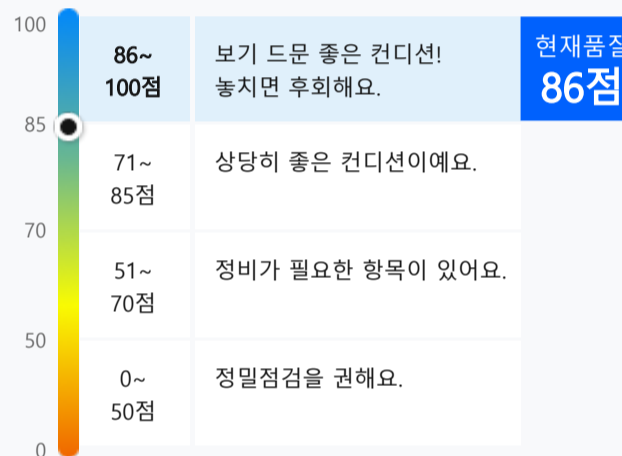 100
86~
100점
보기 드문 좋은 컨디션!
놓치면 후회해요.
현재품질
86점
85
71~
85점
상당히 좋은 컨디션이예요.
70
51~
70점
정비가 필요한 항목이 있어요.
50
0~
50점
정밀점검을 권해요.
0